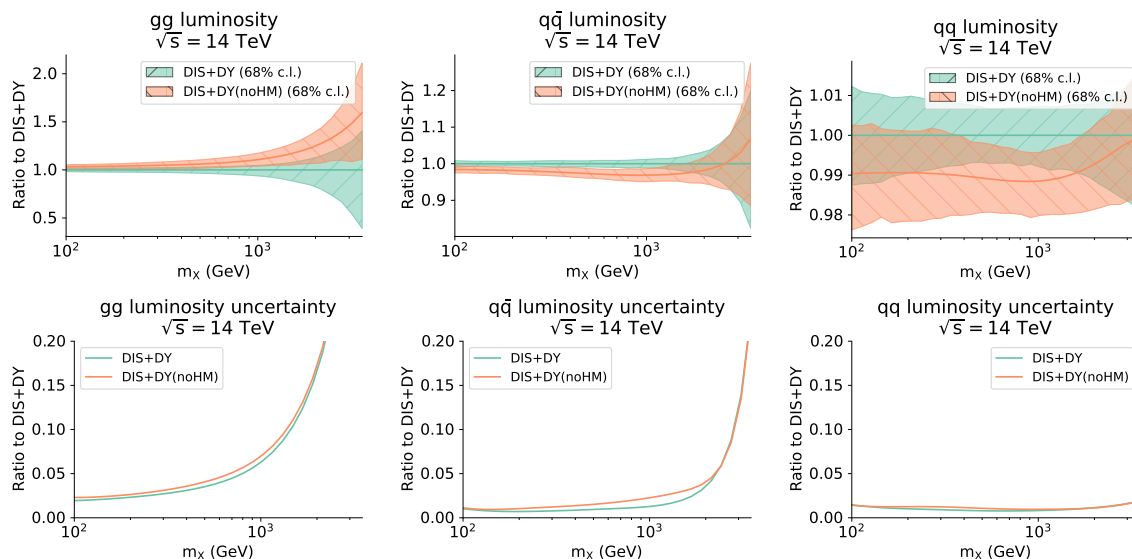 gg luminosity
√s = 14 TeV
Ratio to DIS+DY
2.0
1.5
1.0
0.5
DIS+DY (68% c.l.)
DIS+DY(noHM) (68% c.l.)
10²
10³
mX (GeV)
qq̄ luminosity
√s = 14 TeV
Ratio to DIS+DY
1.2
1.1
1.0
0.9
DIS+DY (68% c.l.)
DIS+DY(noHM) (68% c.l.)
10²
10³
mX (GeV)
qq luminosity
√s = 14 TeV
Ratio to DIS+DY
1.01
1.00
0.99
0.98
DIS+DY (68% c.l.)
DIS+DY(noHM) (68% c.l.)
10²
10³
mX (GeV)
gg luminosity uncertainty
√s = 14 TeV
Ratio to DIS+DY
0.20
0.15
0.10
0.05
0.00
DIS+DY
DIS+DY(noHM)
10²
10³
mX (GeV)
qq̄ luminosity uncertainty
√s = 14 TeV
Ratio to DIS+DY
0.20
0.15
0.10
0.05
0.00
DIS+DY
DIS+DY(noHM)
10²
10³
mX (GeV)
qq luminosity uncertainty
√s = 14 TeV
Ratio to DIS+DY
0.20
0.15
0.10
0.05
0.00
DIS+DY
DIS+DY(noHM)
10²
10³
mX (GeV)